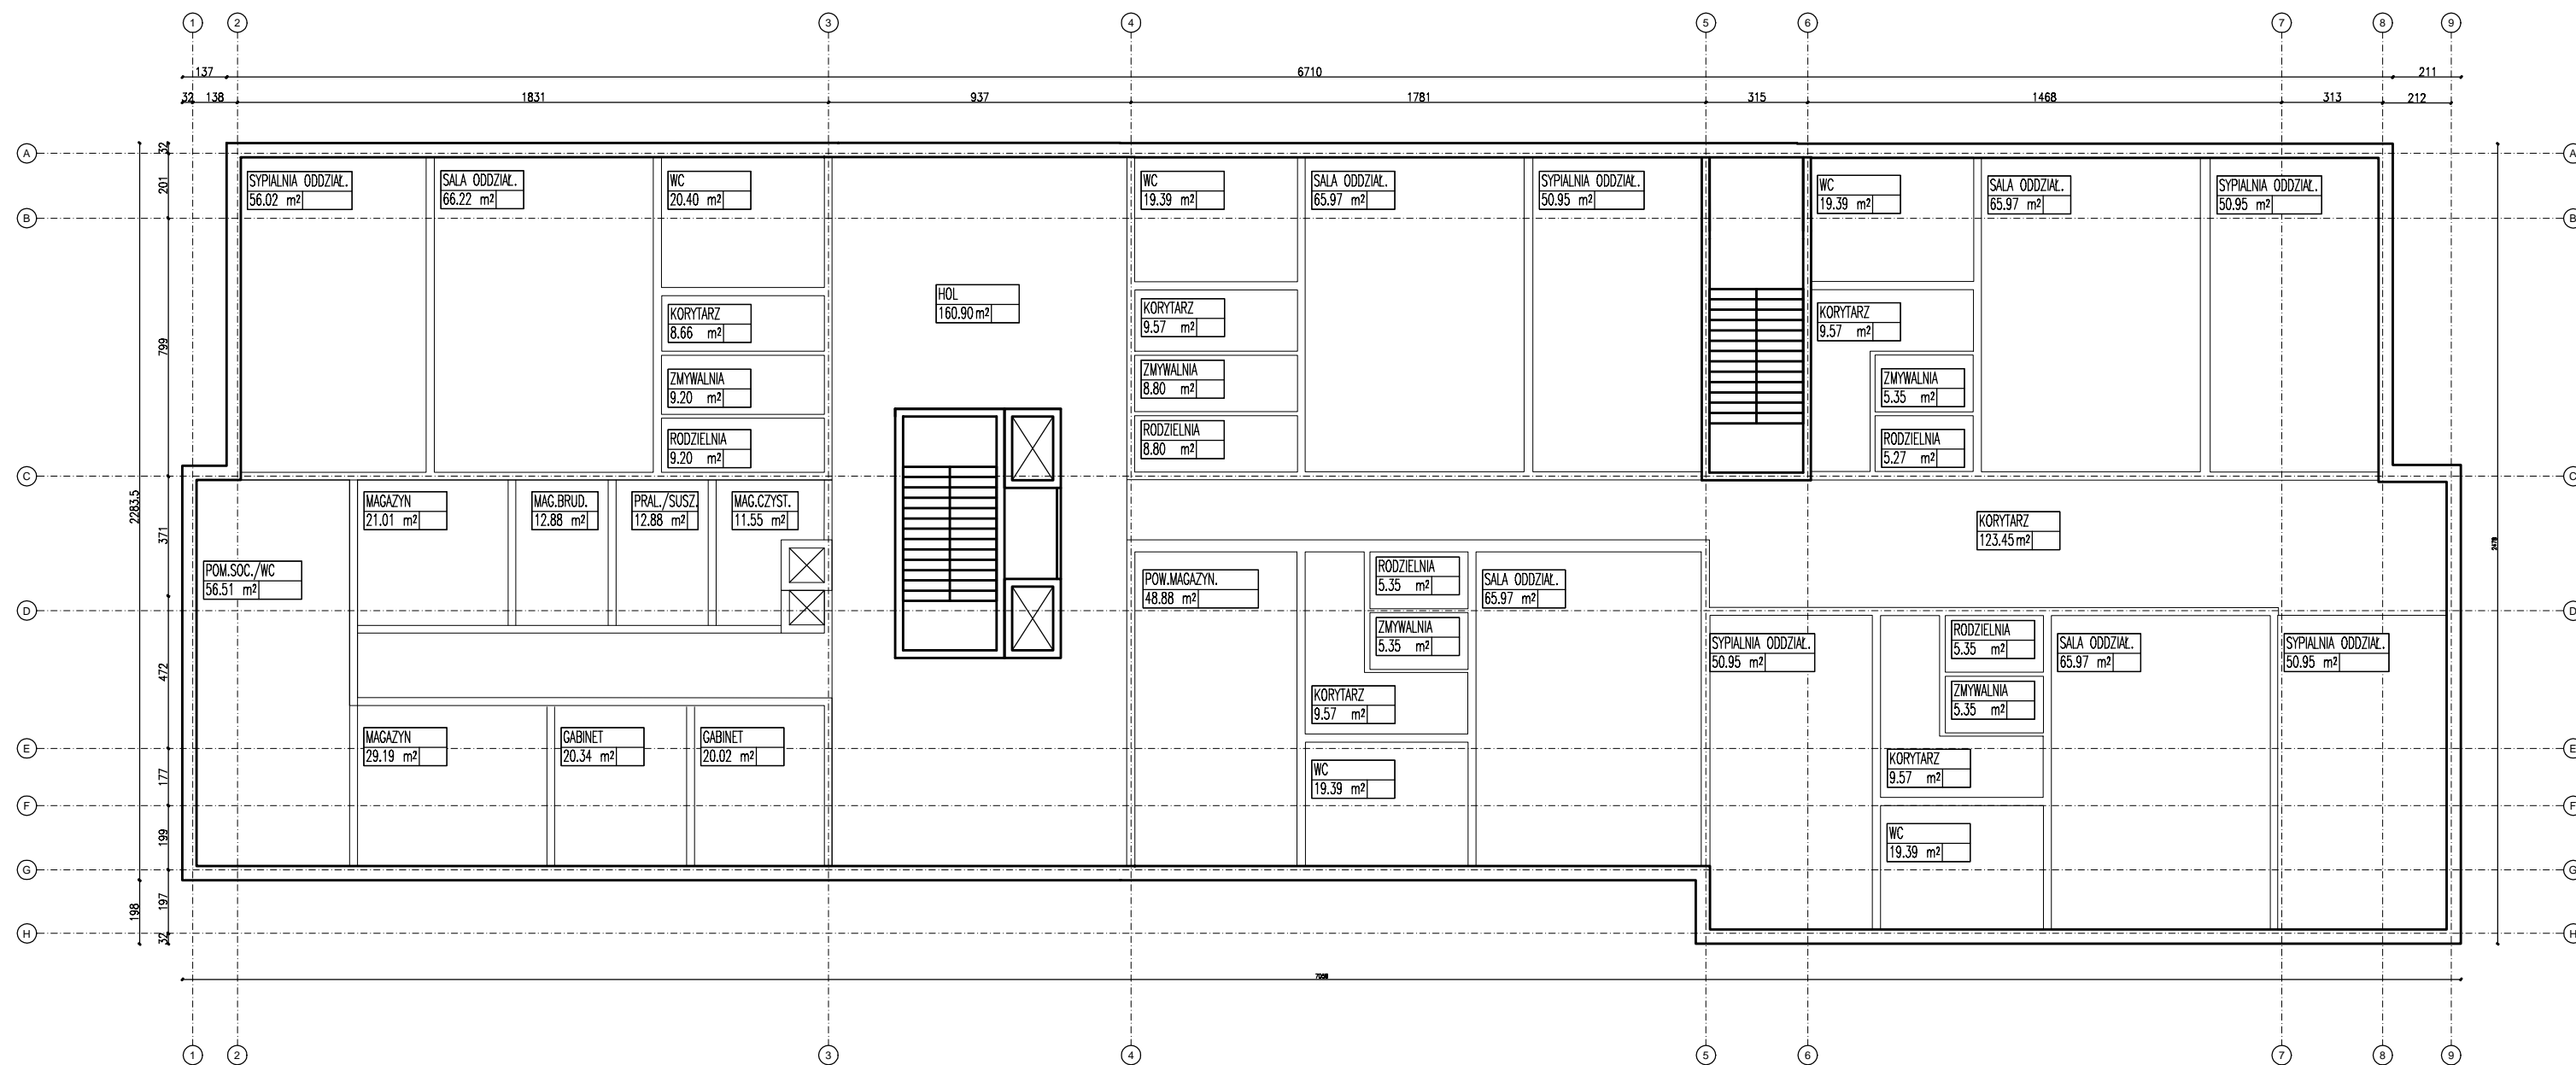 1 2 3 4 5 6 7 8 9
137 6710 211
32 138 1831 937 1781 315 1468 313 212
A
B
C
D
E
F
G
H
32
201
799
371
472
177
199
197
32
2283.5
198
SYPIALNIA ODDZIAŁ.
56.02 m²
SALA ODDZIAŁ.
66.22 m²
WC
20.40 m²
KORYTARZ
8.66 m²
ZMYWALNIA
9.20 m²
RODZIELNIA
9.20 m²
HOL
160.90 m²
WC
19.39 m²
KORYTARZ
9.57 m²
ZMYWALNIA
8.80 m²
RODZIELNIA
8.80 m²
SALA ODDZIAŁ.
65.97 m²
SYPIALNIA ODDZIAŁ.
50.95 m²
WC
19.39 m²
KORYTARZ
9.57 m²
ZMYWALNIA
5.35 m²
RODZIELNIA
5.27 m²
SALA ODDZIAŁ.
65.97 m²
SYPIALNIA ODDZIAŁ.
50.95 m²
POM.SOC./WC
56.51 m²
MAGAZYN
21.01 m²
MAG.BRUD.
12.88 m²
PRAL./SUSZ.
12.88 m²
MAG.CZYST.
11.55 m²
MAGAZYN
29.19 m²
GABINET
20.34 m²
GABINET
20.02 m²
POW.MAGAZYN.
48.88 m²
RODZIELNIA
5.35 m²
ZMYWALNIA
5.35 m²
KORYTARZ
9.57 m²
WC
19.39 m²
SALA ODDZIAŁ.
65.97 m²
KORYTARZ
123.45 m²
SYPIALNIA ODDZIAŁ.
50.95 m²
RODZIELNIA
5.35 m²
ZMYWALNIA
5.35 m²
KORYTARZ
9.57 m²
WC
19.39 m²
SALA ODDZIAŁ.
65.97 m²
SYPIALNIA ODDZIAŁ.
50.95 m²
A
B
C
D
E
F
G
H
1 2 3 4 5 6 7 8 9